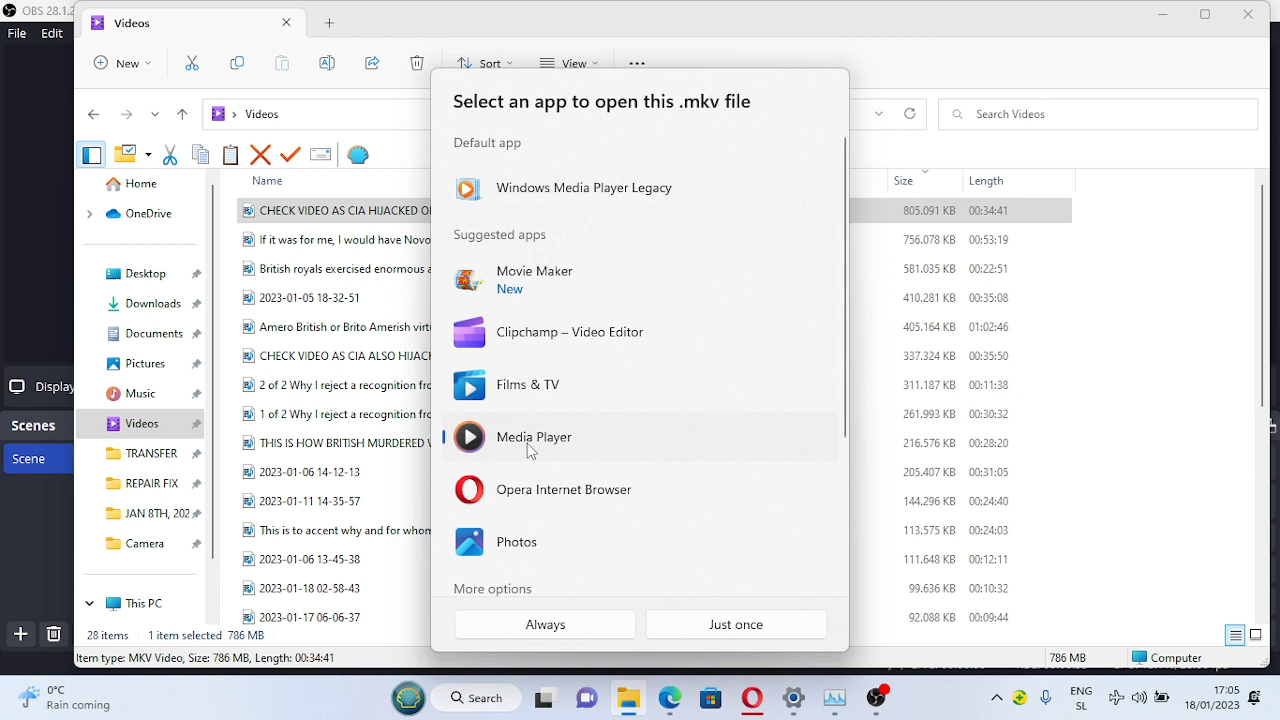 OBS 28.1.2
File Edit
Videos
New
Sort
View
Videos
Search Videos
Home
OneDrive
Desktop
Downloads
Documents
Pictures
Music
Videos
TRANSFER
REPAIR FIX
JAN 8TH, 202
Camera
This PC
Display
Scenes
Scene
Name
Size
Length
CHECK VIDEO AS CIA HIJACKED
805.091 KB 00:34:41
If it was for me, I would have Novo
756.078 KB 00:53:19
British royals exercised enormous
581.035 KB 00:22:51
2023-01-05 18-32-51
410.281 KB 00:35:08
Amero British or Brito Amerish virtu
405.164 KB 01:02:46
CHECK VIDEO AS CIA ALSO HIJACK
337.324 KB 00:35:50
2 of 2 Why I reject a recognition fro
311.187 KB 00:11:38
1 of 2 Why I reject a recognition fro
261.993 KB 00:30:32
THIS IS HOW BRITISH MURDERED
216.576 KB 00:28:20
2023-01-06 14-12-13
205.407 KB 00:31:05
2023-01-11 14-35-57
144.296 KB 00:24:40
This is to accept why and for whom
113.575 KB 00:24:03
2023-01-06 13-45-38
111.648 KB 00:12:11
2023-01-18 02-58-43
99.636 KB 00:10:32
2023-01-17 06-06-37
92.088 KB 00:09:44
Select an app to open this .mkv file
Default app
Windows Media Player Legacy
Suggested apps
Movie Maker
New
Clipchamp – Video Editor
Films & TV
Media Player
Opera Internet Browser
Photos
More options
Always
Just once
28 items 1 item selected 786 MB
Item type: MKV Video, Size: 786 MB, Length: 00:34:41
786 MB
Computer
0°C
Rain coming
Search
ENG
SL
17:05
18/01/2023